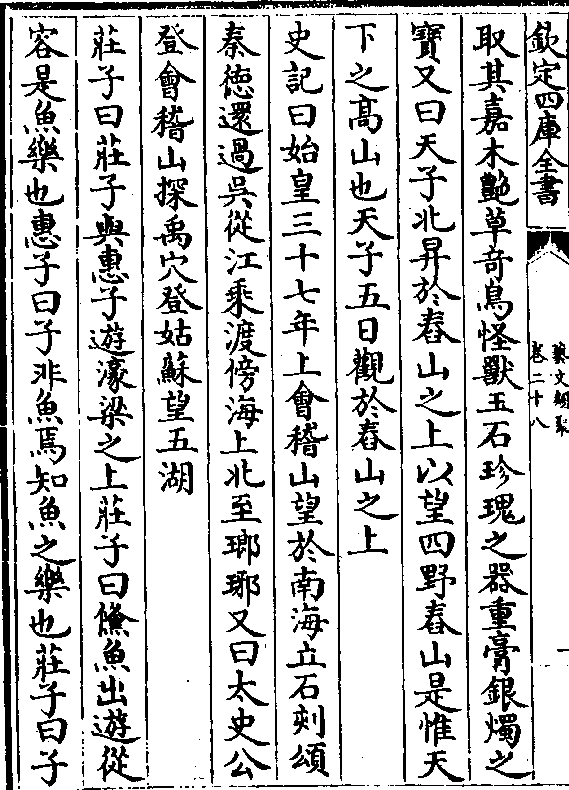 欽定四庫全書
藝文類聚
卷二十八
一
取其嘉木艶草奇鳥怪獸玉石珍瑰之器重膏銀燭之
寶又曰天子北昇於舂山之上以望四野舂山是惟天
下之高山也天子五日觀於舂山之上
史記曰始皇三十七年上會稽山望於南海立石刻頌
秦德還過吳從江乘渡傍海上北至瑯琊又曰太史公
登會稽山探禹穴登姑蘇望五湖
莊子曰莊子與惠子遊濠梁之上莊子曰鯈魚出遊從
容是魚樂也惠子曰子非魚焉知魚之樂也莊子曰子